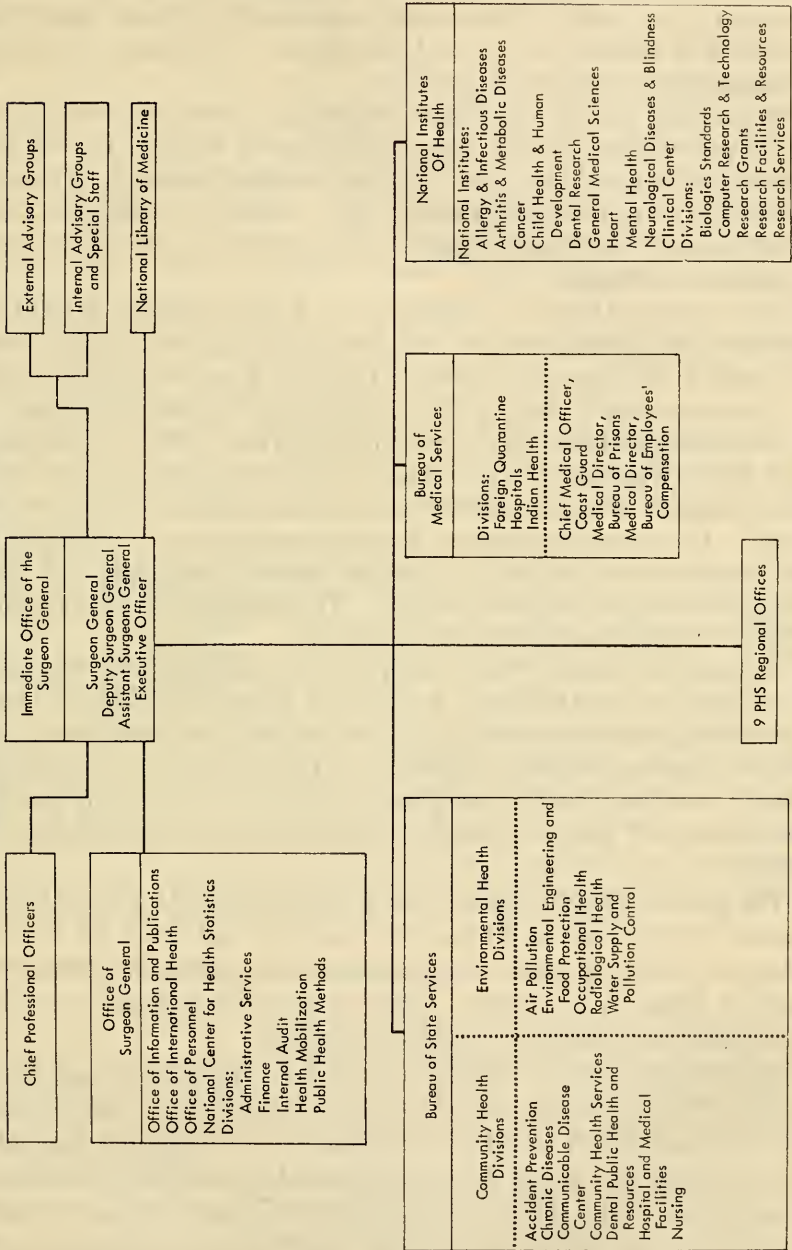 Chief Professional Officers
Immediate Office of the
Surgeon General
Surgeon General
Deputy Surgeon General
Assistant Surgeons General
Executive Officer
External Advisory Groups
Internal Advisory Groups
and Special Staff
National Library of Medicine
Office of
Surgeon General
Office of Information and Publications
Office of International Health
Office of Personnel
National Center for Health Statistics
Divisions:
Administrative Services
Finance
Internal Audit
Health Mobilization
Public Health Methods
Bureau of State Services
Community Health
Divisions
Accident Prevention
Chronic Diseases
Communicable Disease
Center
Community Health Services
Dental Public Health and
Resources
Hospital and Medical
Facilities
Nursing
Environmental Health
Divisions
Air Pollution
Environmental Engineering and
Food Protection
Occupational Health
Radiological Health
Water Supply and
Pollution Control
Bureau of
Medical Services
Divisions:
Foreign Quarantine
Hospitals
Indian Health
Chief Medical Officer,
Coast Guard
Medical Director,
Bureau of Prisons
Medical Director,
Bureau of Employees'
Compensation
National Institutes
Of Health
National Institutes:
Allergy & Infectious Diseases
Arthritis & Metabolic Diseases
Cancer
Child Health & Human
Development
Dental Research
General Medical Sciences
Heart
Mental Health
Neurological Diseases & Blindness
Clinical Center
Divisions:
Biologics Standards
Computer Research & Technology
Research Grants
Research Facilities & Resources
Research Services
9 PHS Regional Offices